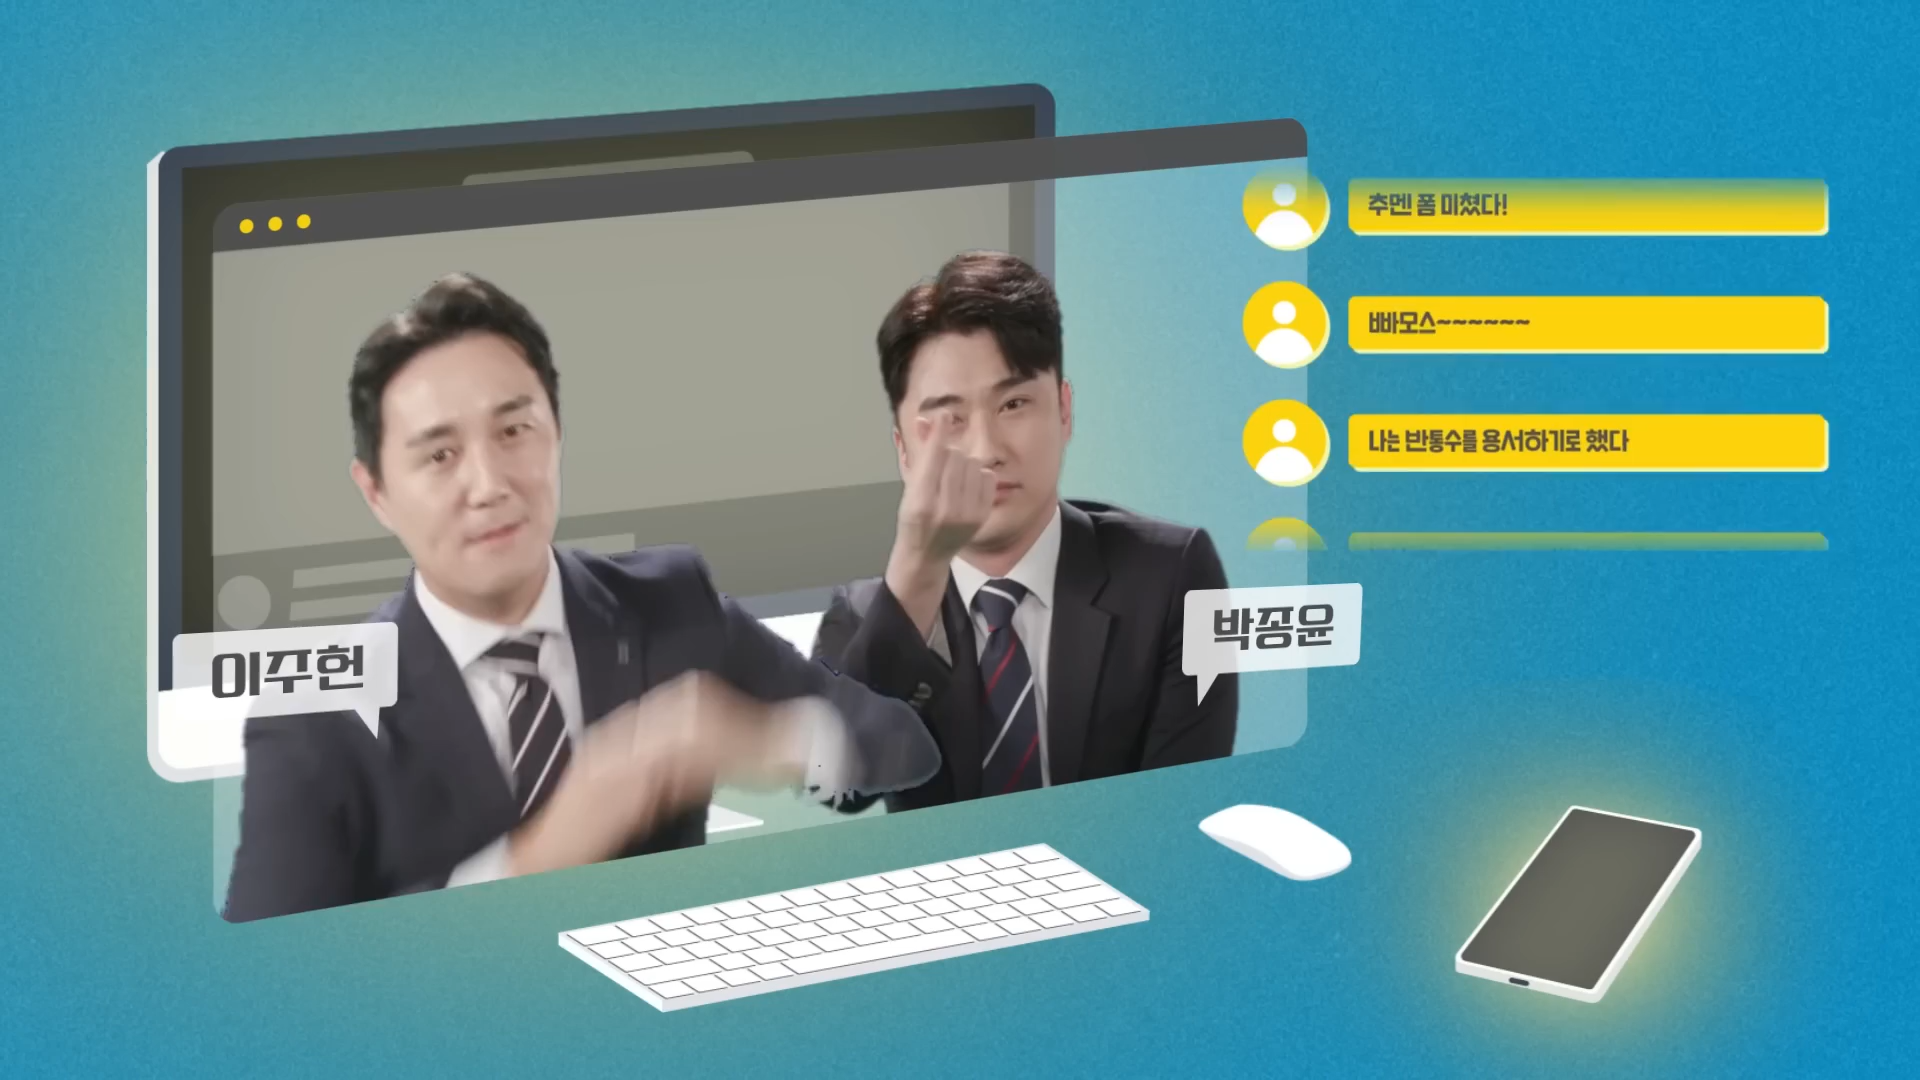 추멘 폼 미쳤다!
빠모스~~~~~~
나는 반통수를 용서하기로 했다
이주헌
박종윤